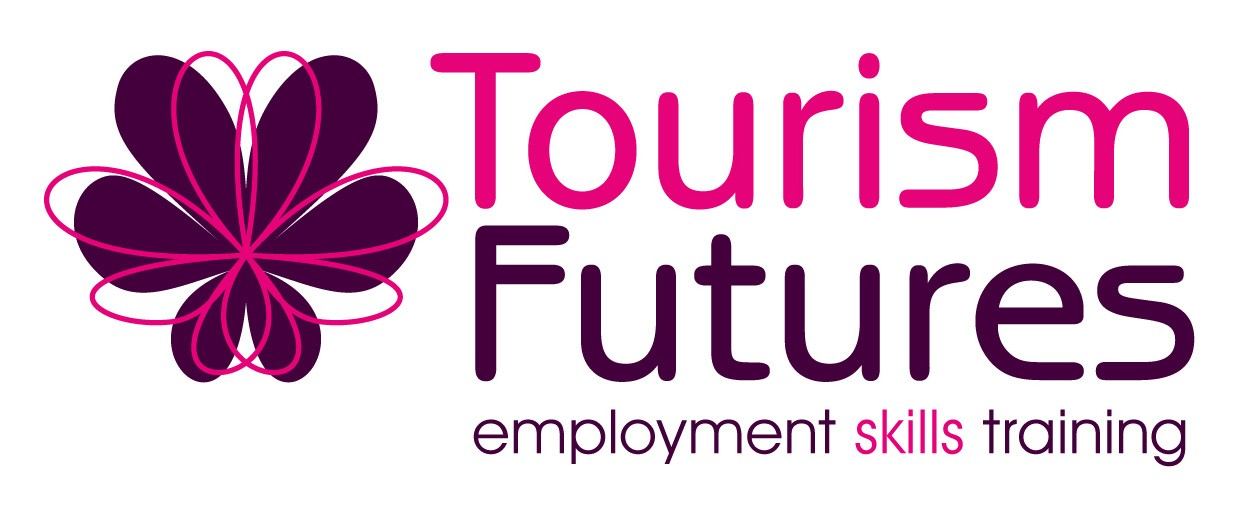 Tourism
Futures
employment skills training